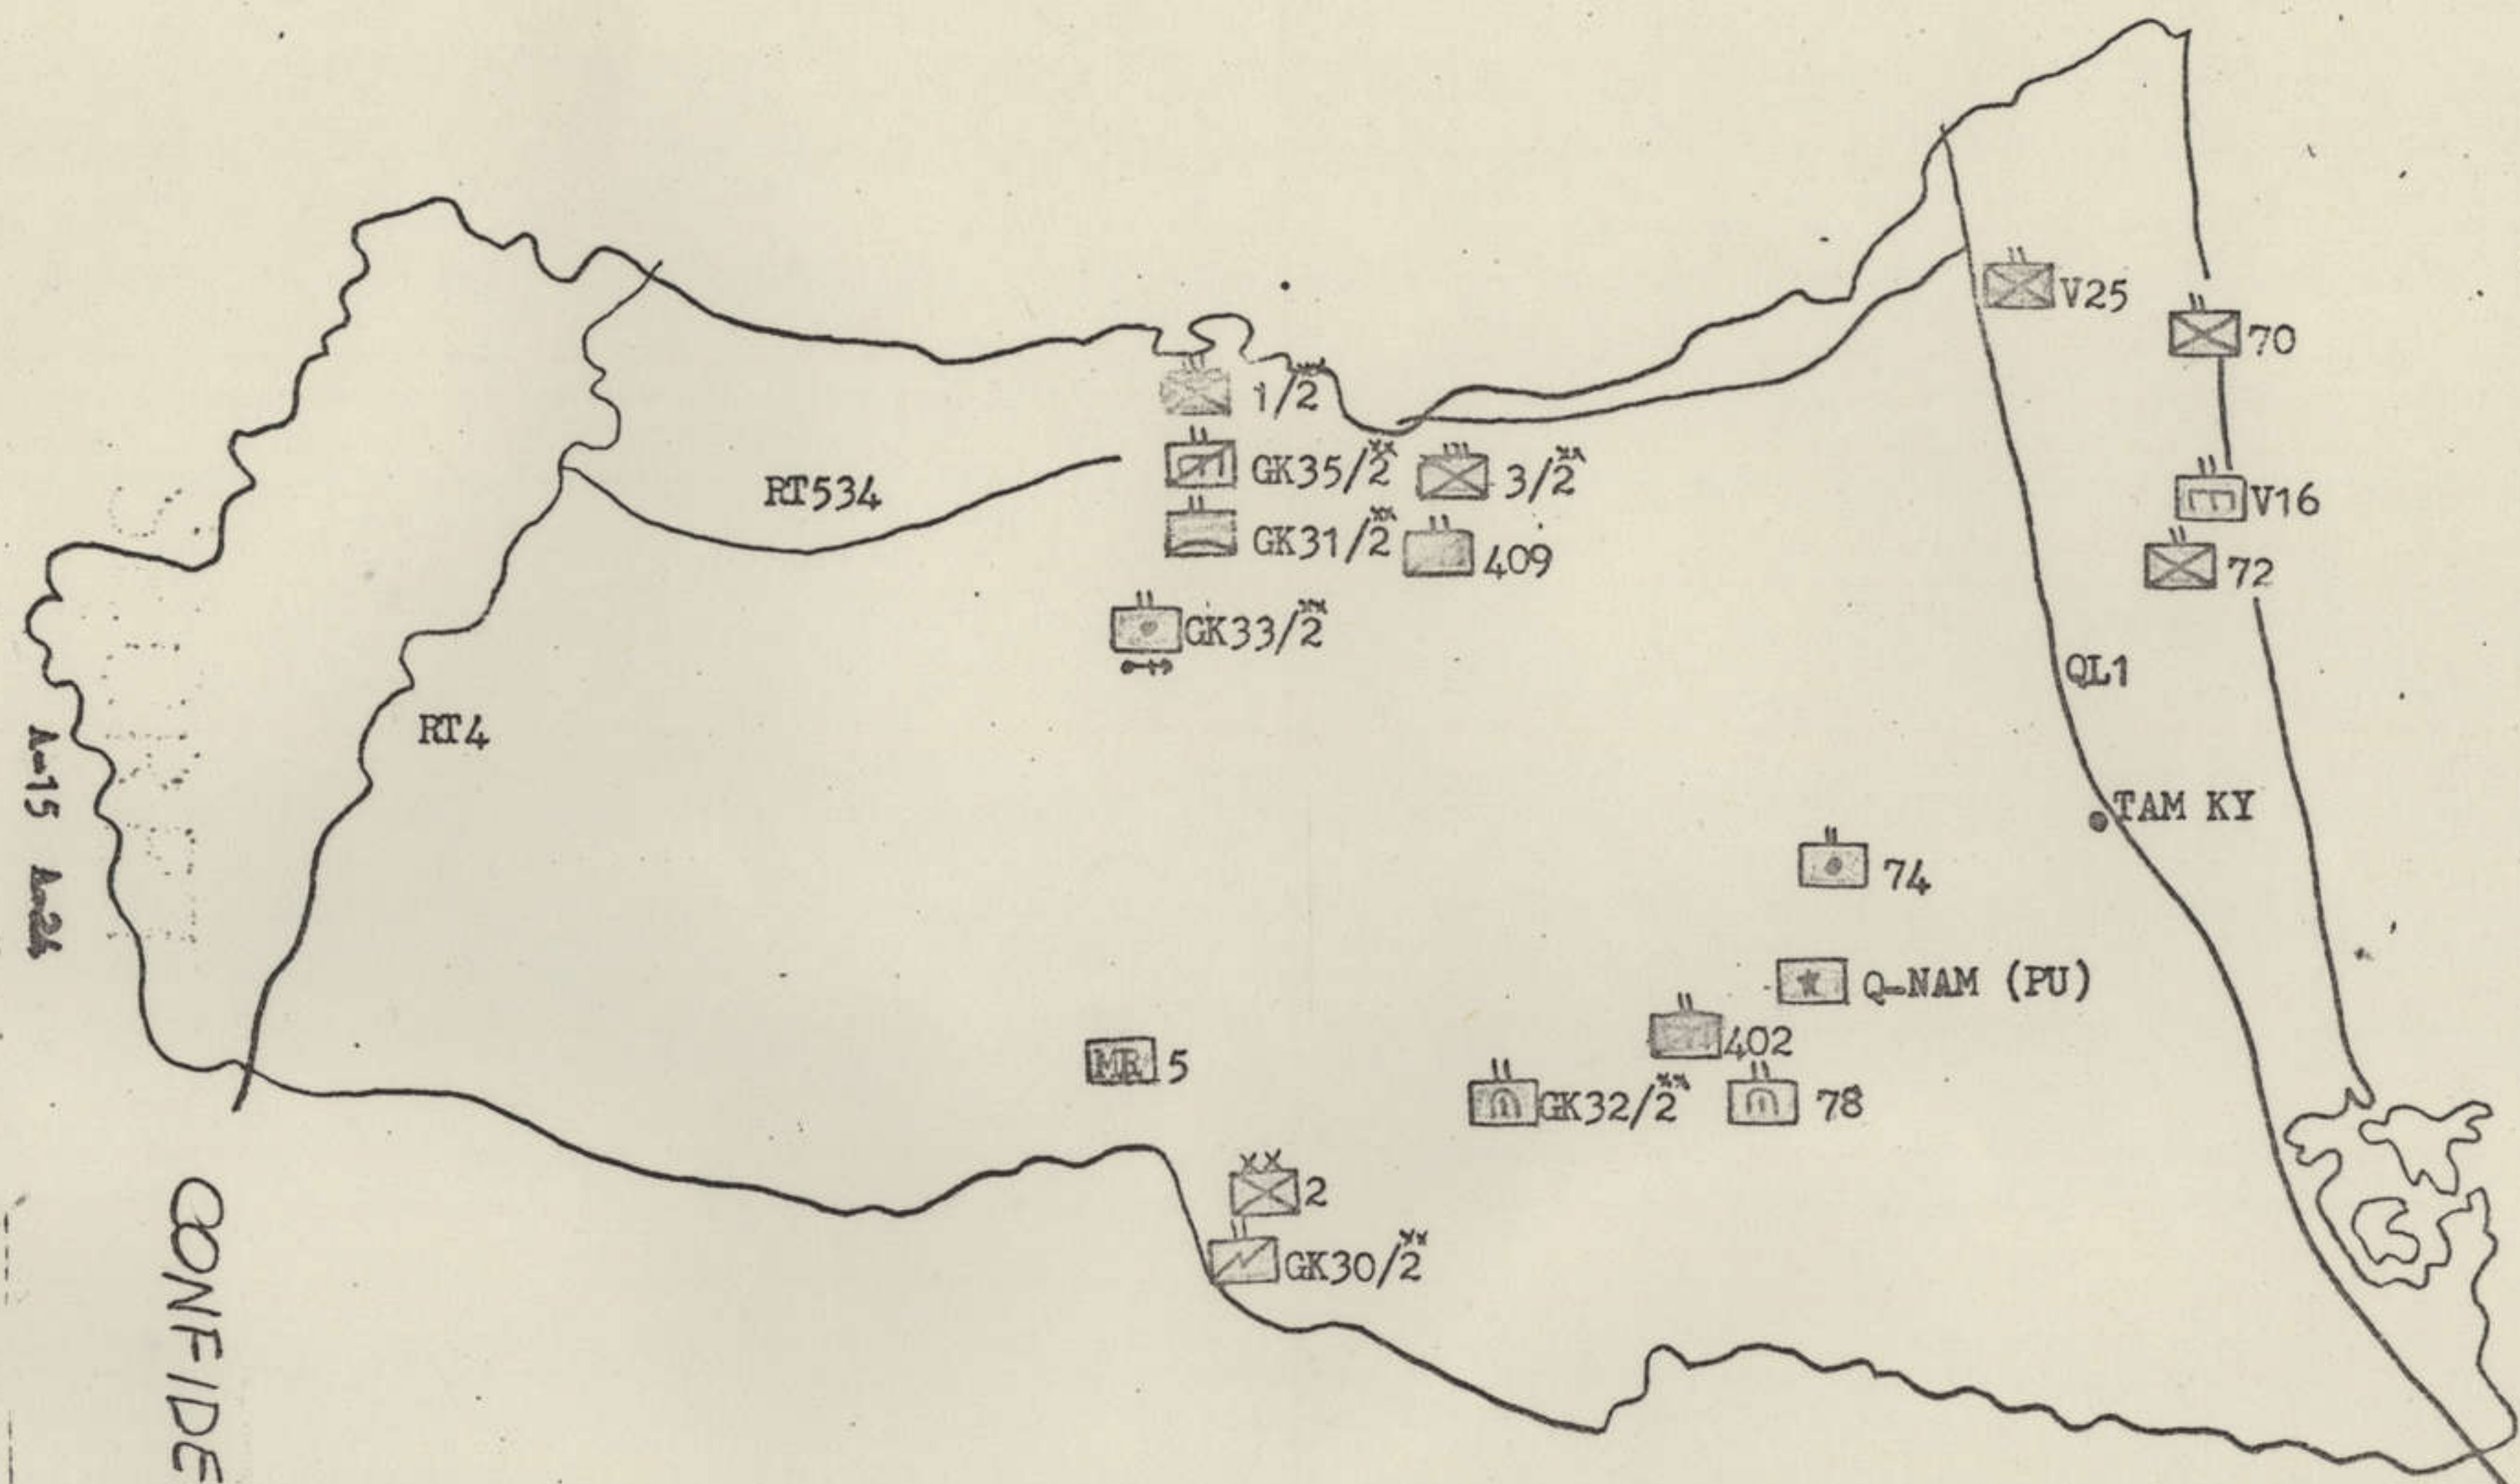 V25
70
1/2
RT534
GK35/2
3/2
V16
GK31/2
409
72
GK33/2
QL1
RT4
TAM KY
A-15
74
Q-NAM (PU)
402
MR 5
GK32/2
78
XX
2
GK30/2
CONFIDE